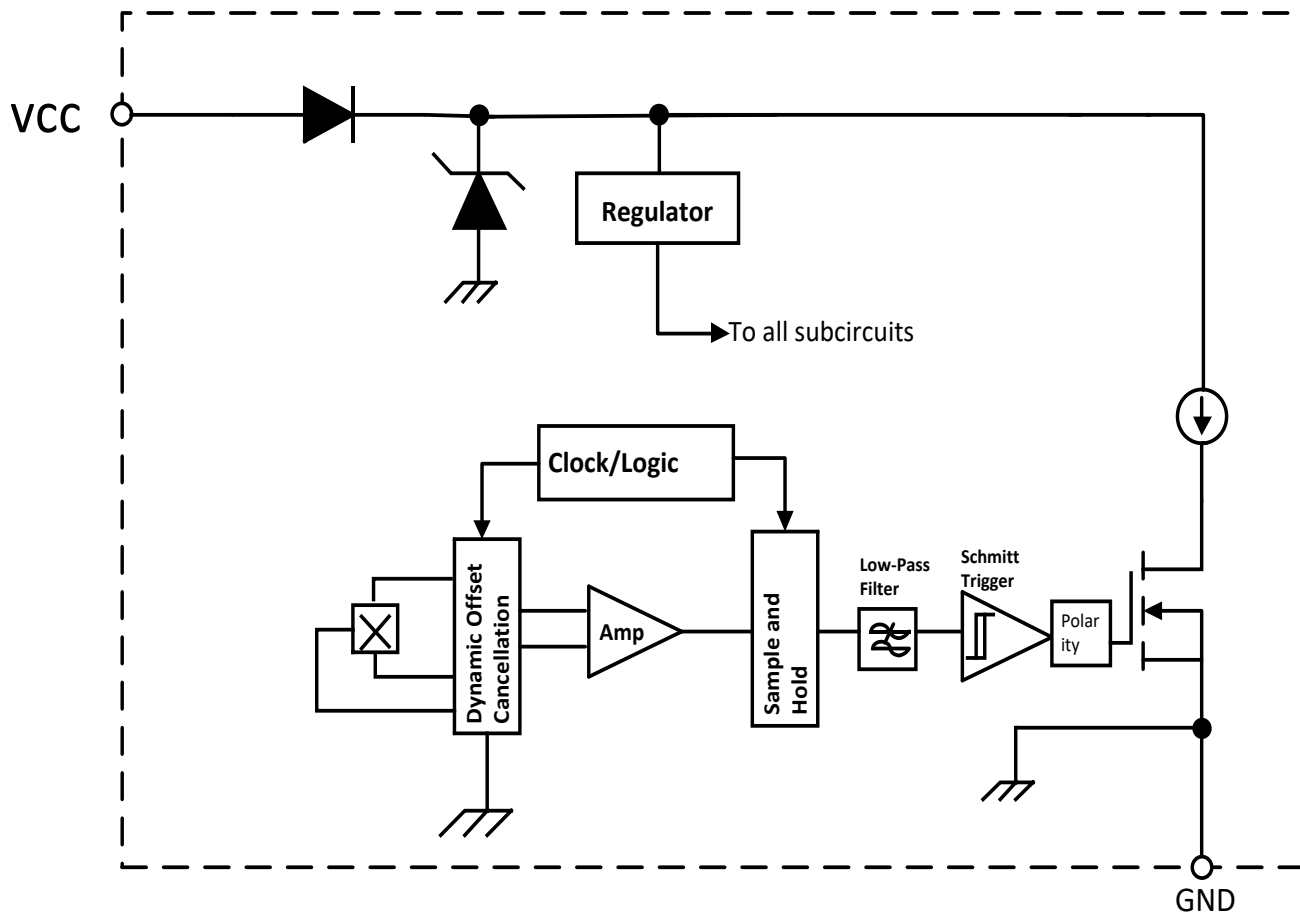 VCC
Regulator
To all subcircuits
Clock/Logic
Dynamic Offset
Cancellation
Amp
Sample and
Hold
Low-Pass
Filter
Schmitt
Trigger
Polar
ity
GND